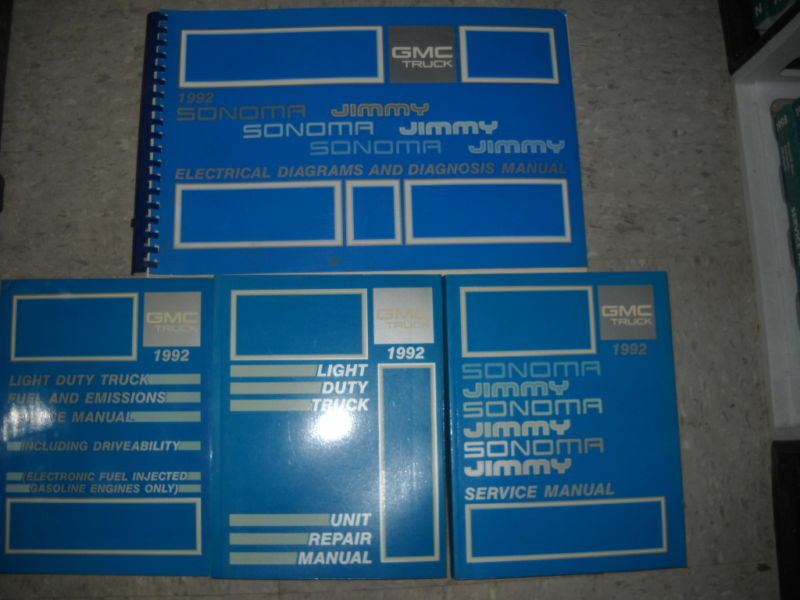 GMC
TRUCK
1992
SONOMA JIMMY
SONOMA JIMMY
SONOMA JIMMY
ELECTRICAL DIAGRAMS AND DIAGNOSIS MANUAL
GMC
TRUCK
1992
LIGHT DUTY TRUCK
FUEL AND EMISSIONS
SERVICE MANUAL
INCLUDING DRIVEABILITY
(ELECTRONIC FUEL INJECTED
GASOLINE ENGINES ONLY)
GMC
TRUCK
1992
LIGHT
DUTY
TRUCK
UNIT
REPAIR
MANUAL
GMC
TRUCK
1992
SONOMA
JIMMY
SONOMA
JIMMY
SONOMA
JIMMY
SERVICE MANUAL